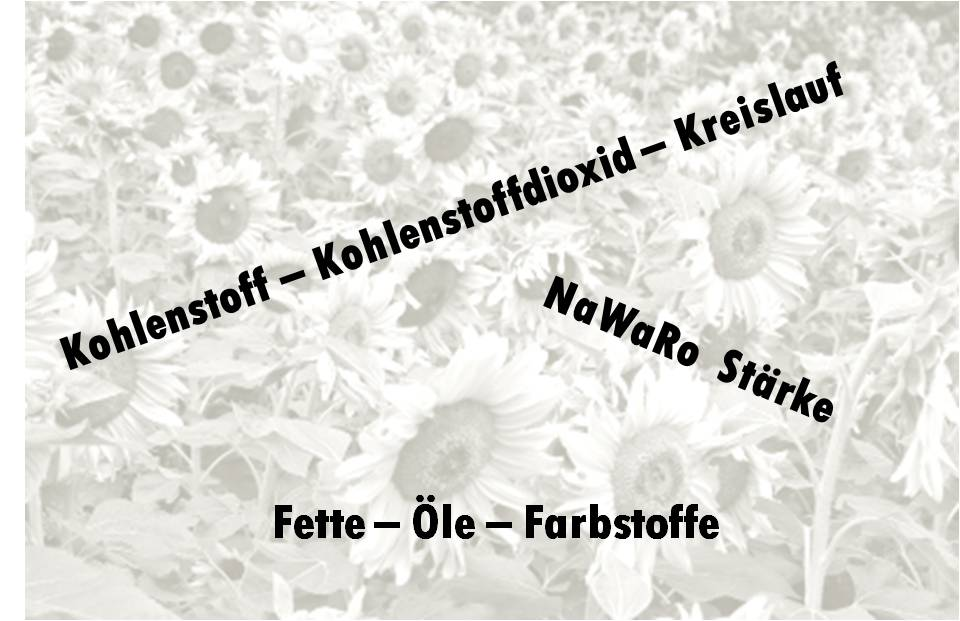 Kohlenstoff – Kohlenstoffdioxid – Kreislauf
NaWaRo Stärke
Fette – Öle – Farbstoffe